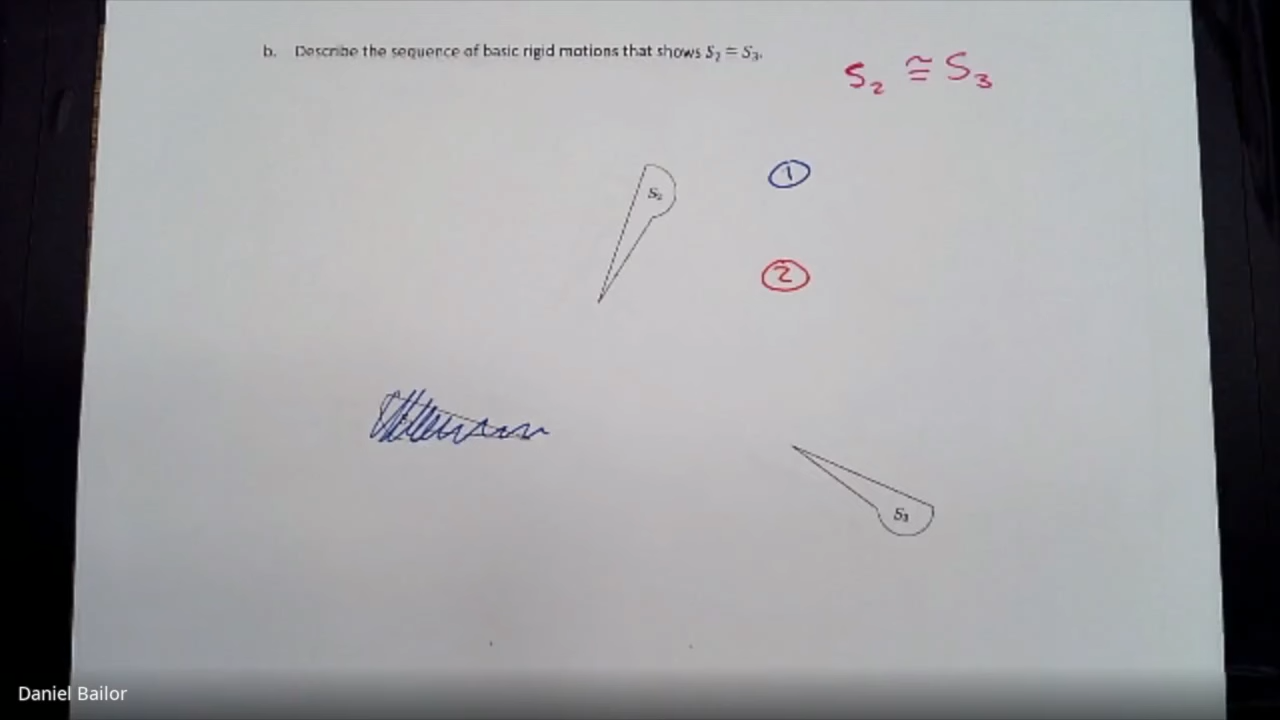 b. Describe the sequence of basic rigid motions that shows S₂ ≅ S₃.
S₂ ≅ S₃
S₂
1
2
S₃
Daniel Bailor